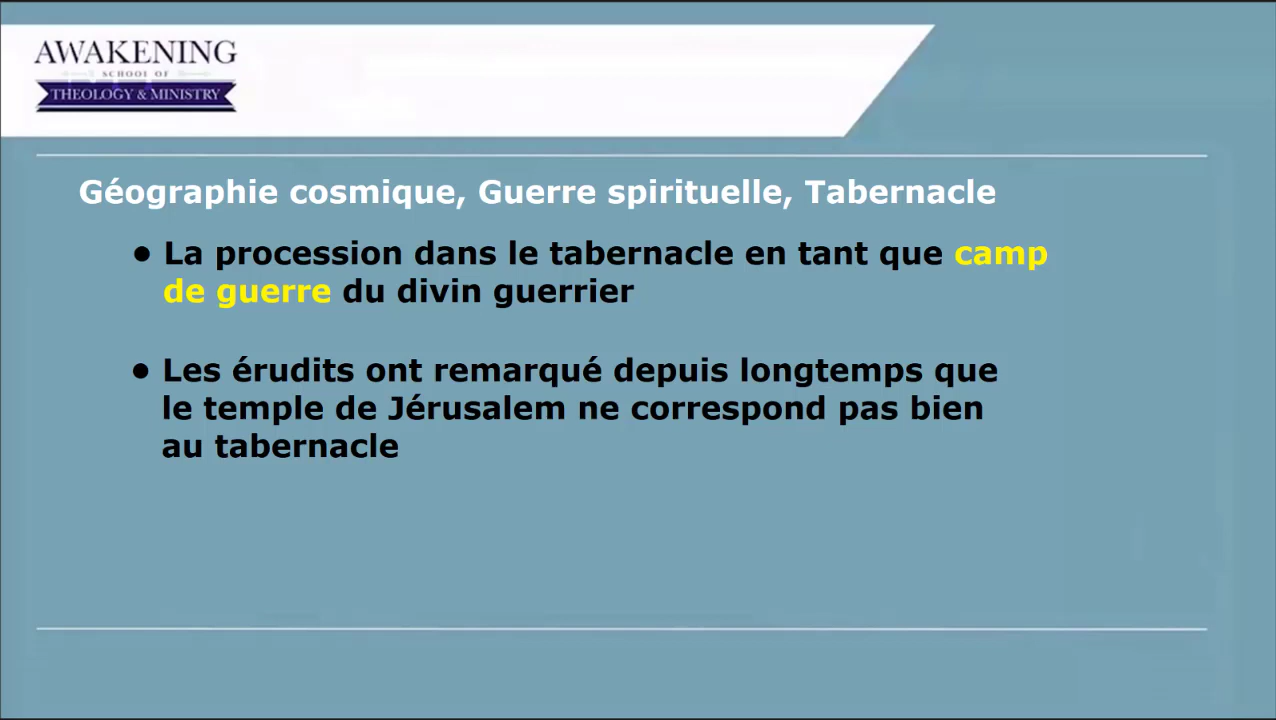 AWAKENING
SCHOOL OF
THEOLOGY & MINISTRY
Géographie cosmique, Guerre spirituelle, Tabernacle
• La procession dans le tabernacle en tant que camp
de guerre du divin guerrier
• Les érudits ont remarqué depuis longtemps que
le temple de Jérusalem ne correspond pas bien
au tabernacle